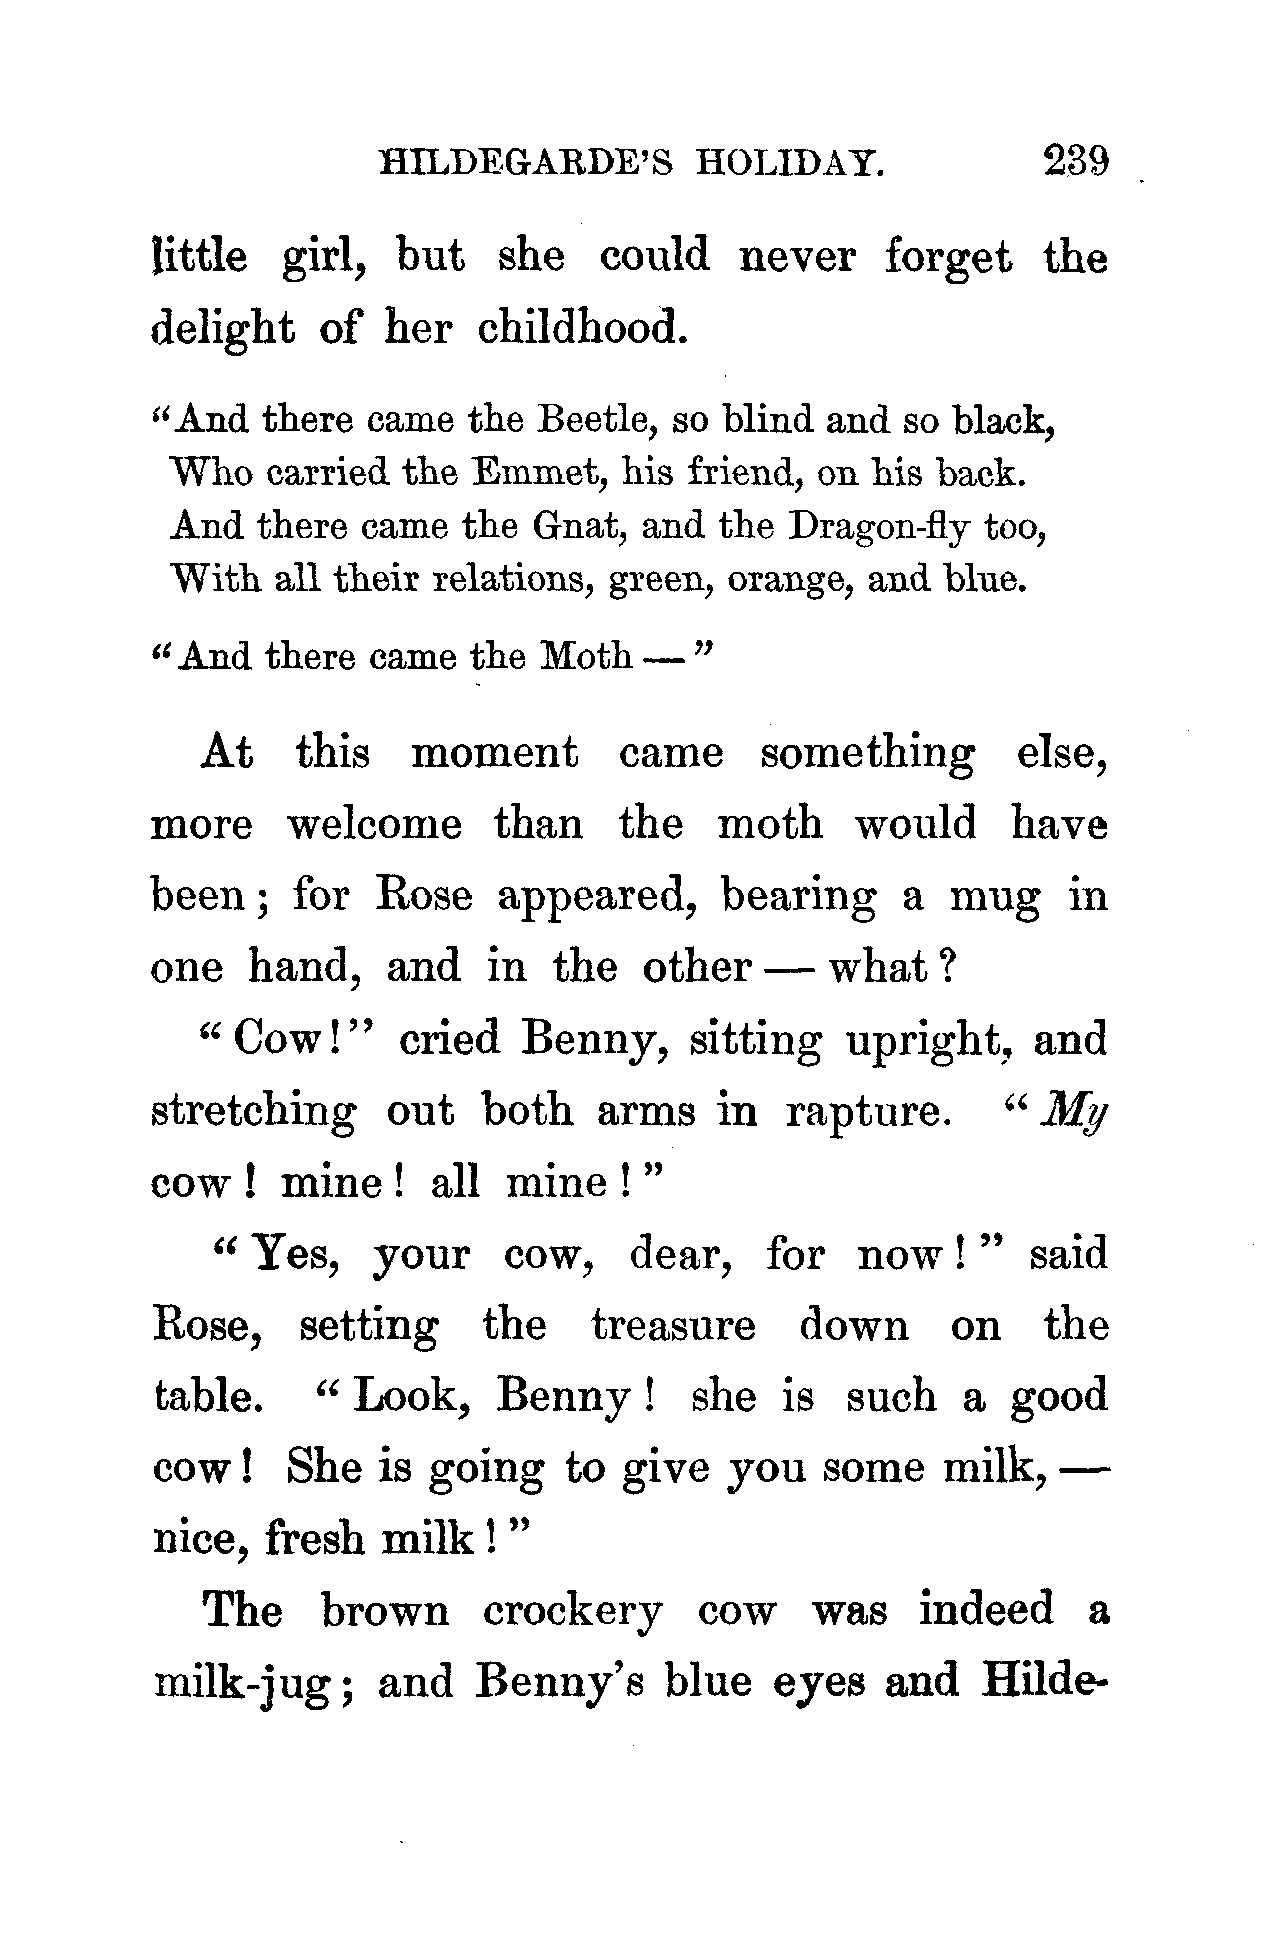 HILDEGARDE'S HOLIDAY. 239
little girl, but she could never forget the
delight of her childhood.
"And there came the Beetle, so blind and so black,
Who carried the Emmet, his friend, on his back.
And there came the Gnat, and the Dragon-fly too,
With all their relations, green, orange, and blue.
"And there came the Moth — "
At this moment came something else,
more welcome than the moth would have
been; for Rose appeared, bearing a mug in
one hand, and in the other — what?
"Cow!" cried Benny, sitting upright, and
stretching out both arms in rapture. "My
cow! mine! all mine!"
"Yes, your cow, dear, for now!" said
Rose, setting the treasure down on the
table. "Look, Benny! she is such a good
cow! She is going to give you some milk, —
nice, fresh milk!"
The brown crockery cow was indeed a
milk-jug; and Benny's blue eyes and Hilde-